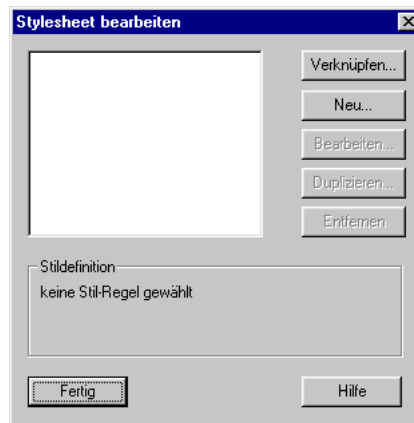 Stylesheet bearbeiten
Verknüpfen...
Neu...
Bearbeiten...
Duplizieren...
Entfernen
Stildefinition
keine Stil-Regel gewählt
Fertig
Hilfe